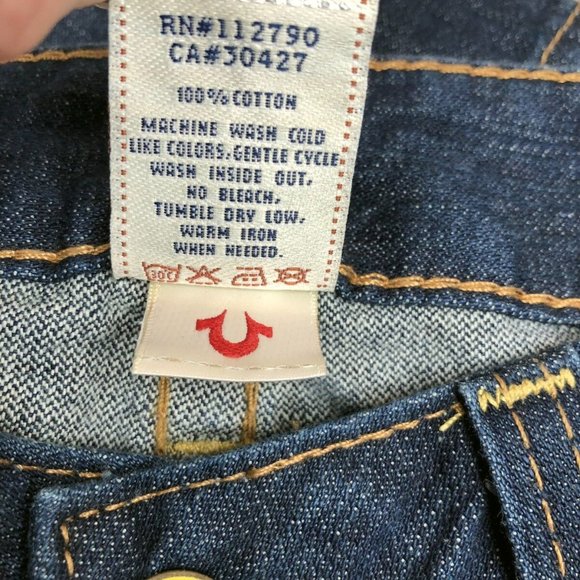 RN#112790
CA#30427
100%COTTON
MACHINE WASH COLD
LIKE COLORS.GENTLE CYCLE
WASH INSIDE OUT.
NO BLEACH.
TUMBLE DRY LOW.
WARM IRON
WHEN NEEDED.
30℃